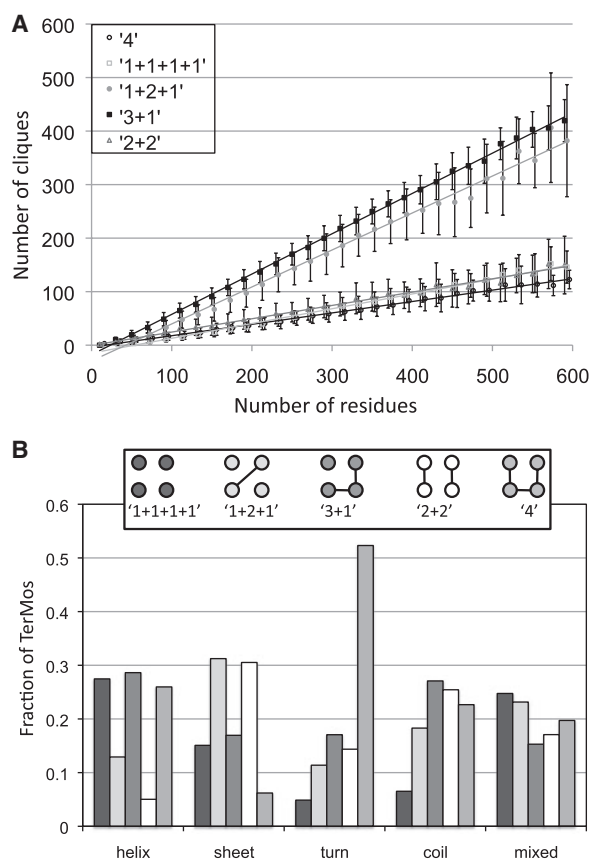 A
600
500
400
300
200
100
0
Number of cliques
'4'
'1+1+1+1'
'1+2+1'
'3+1'
'2+2'
0 100 200 300 400 500 600
Number of residues
B
'1+1+1+1' '1+2+1' '3+1' '2+2' '4'
0.6
0.5
0.4
0.3
0.2
0.1
0
Fraction of TerMos
helix sheet turn coil mixed